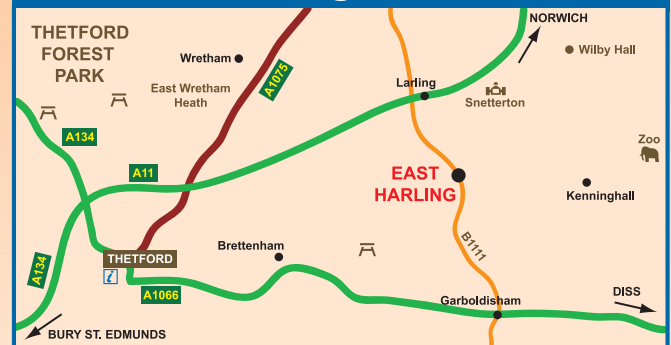 NORWICH
THETFORD
FOREST
PARK
Wilby Hall
Wretham
A1075
Larling
East Wretham
Heath
Snetterton
A134
Zoo
A11
EAST
HARLING
Kenninghall
B1111
Brettenham
THETFORD
A134
i
A1066
DISS
Garboldisham
BURY ST. EDMUNDS